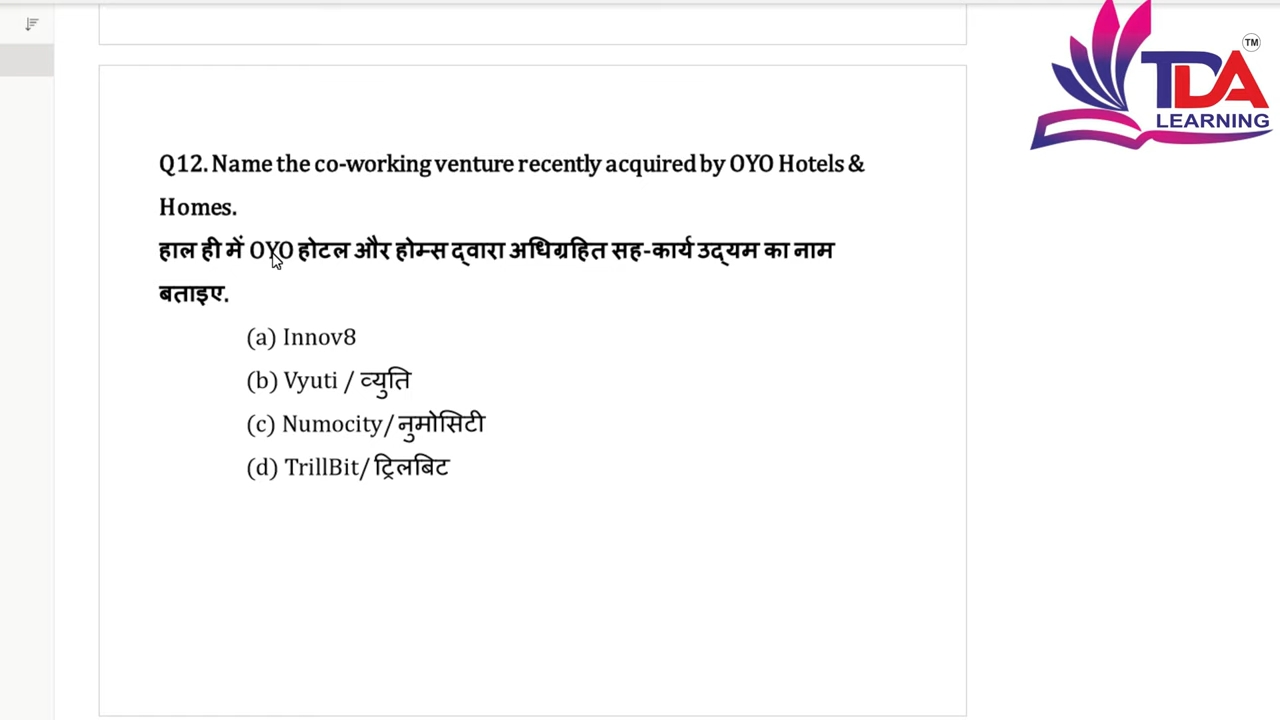 TDA
TM
LEARNING
Q12. Name the co-working venture recently acquired by OYO Hotels &
Homes.
हाल ही में OYO होटल और होम्स द्वारा अधिग्रहित सह-कार्य उद्यम का नाम
बताइए.
(a) Innov8
(b) Vyuti / व्युति
(c) Numocity/ नुमोसिटी
(d) TrillBit/ ट्रिलबिट